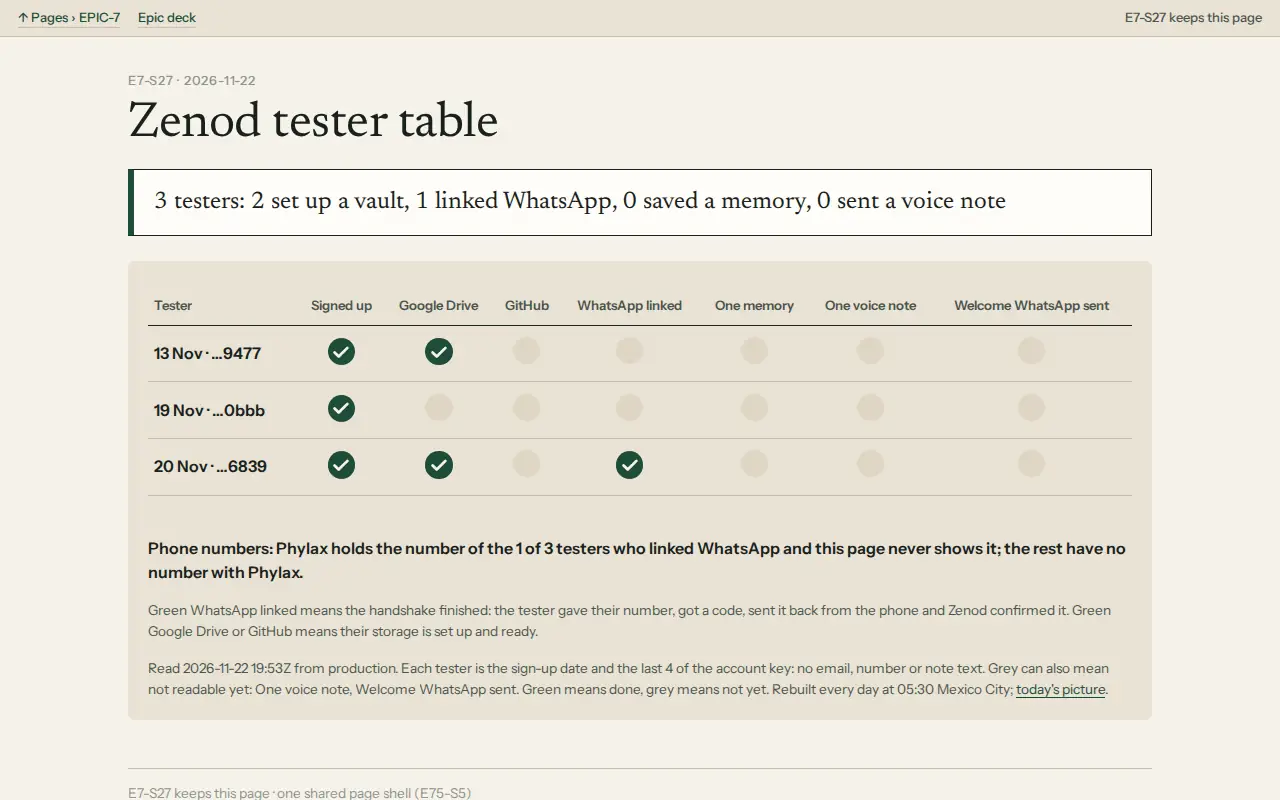 ↑ Pages › EPIC-7 Epic deck E7-S27 keeps this page
E7-S27 · 2026-11-22
Zenod tester table
3 testers: 2 set up a vault, 1 linked WhatsApp, 0 saved a memory, 0 sent a voice note
Tester Signed up Google Drive GitHub WhatsApp linked One memory One voice note Welcome WhatsApp sent
13 Nov · …9477
19 Nov · …0bbb
20 Nov · …6839
Phone numbers: Phylax holds the number of the 1 of 3 testers who linked WhatsApp and this page never shows it; the rest have no
number with Phylax.
Green WhatsApp linked means the handshake finished: the tester gave their number, got a code, sent it back from the phone and Zenod confirmed it. Green
Google Drive or GitHub means their storage is set up and ready.
Read 2026-11-22 19:53Z from production. Each tester is the sign-up date and the last 4 of the account key: no email, number or note text. Grey can also mean
not readable yet: One voice note, Welcome WhatsApp sent. Green means done, grey means not yet. Rebuilt every day at 05:30 Mexico City; today's picture.
E7-S27 keeps this page · one shared page shell (E75-S5)